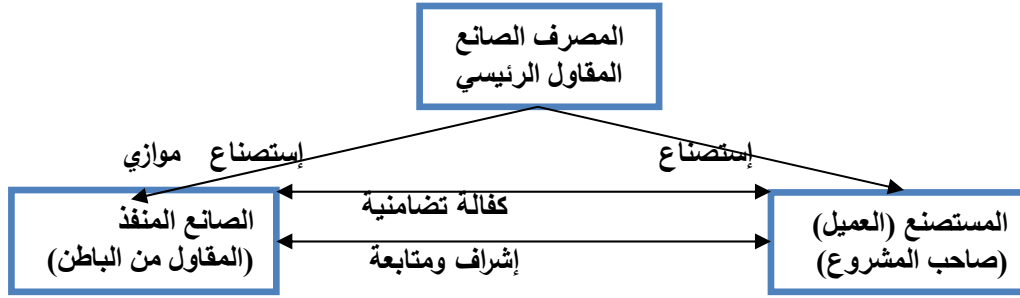 المصرف الصانع
المقاول الرئيسي
إستصناع
إستصناع موازي
كفالة تضامنية
المستصنع (العميل)
(صاحب المشروع)
الصانع المنفذ
(المقاول من الباطن)
إشراف ومتابعة